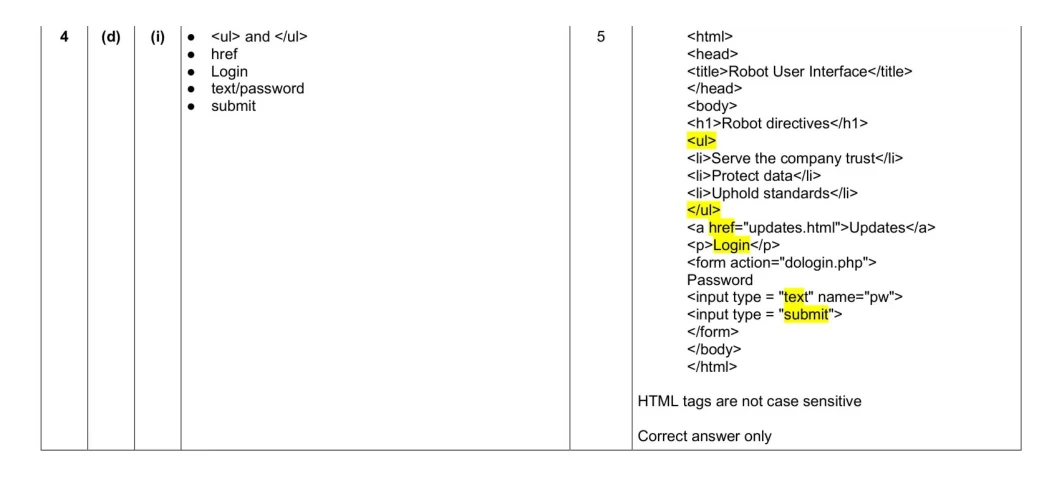 4 (d) (i) ● <ul> and </ul> 5 <html>
● href <head>
● Login <title>Robot User Interface</title>
● text/password </head>
● submit <body>
<h1>Robot directives</h1>
<ul>
<li>Serve the company trust</li>
<li>Protect data</li>
<li>Uphold standards</li>
</ul>
<a href="updates.html">Updates</a>
<p>Login</p>
<form action="dologin.php">
Password
<input type = "text" name="pw">
<input type = "submit">
</form>
</body>
</html>
HTML tags are not case sensitive
Correct answer only